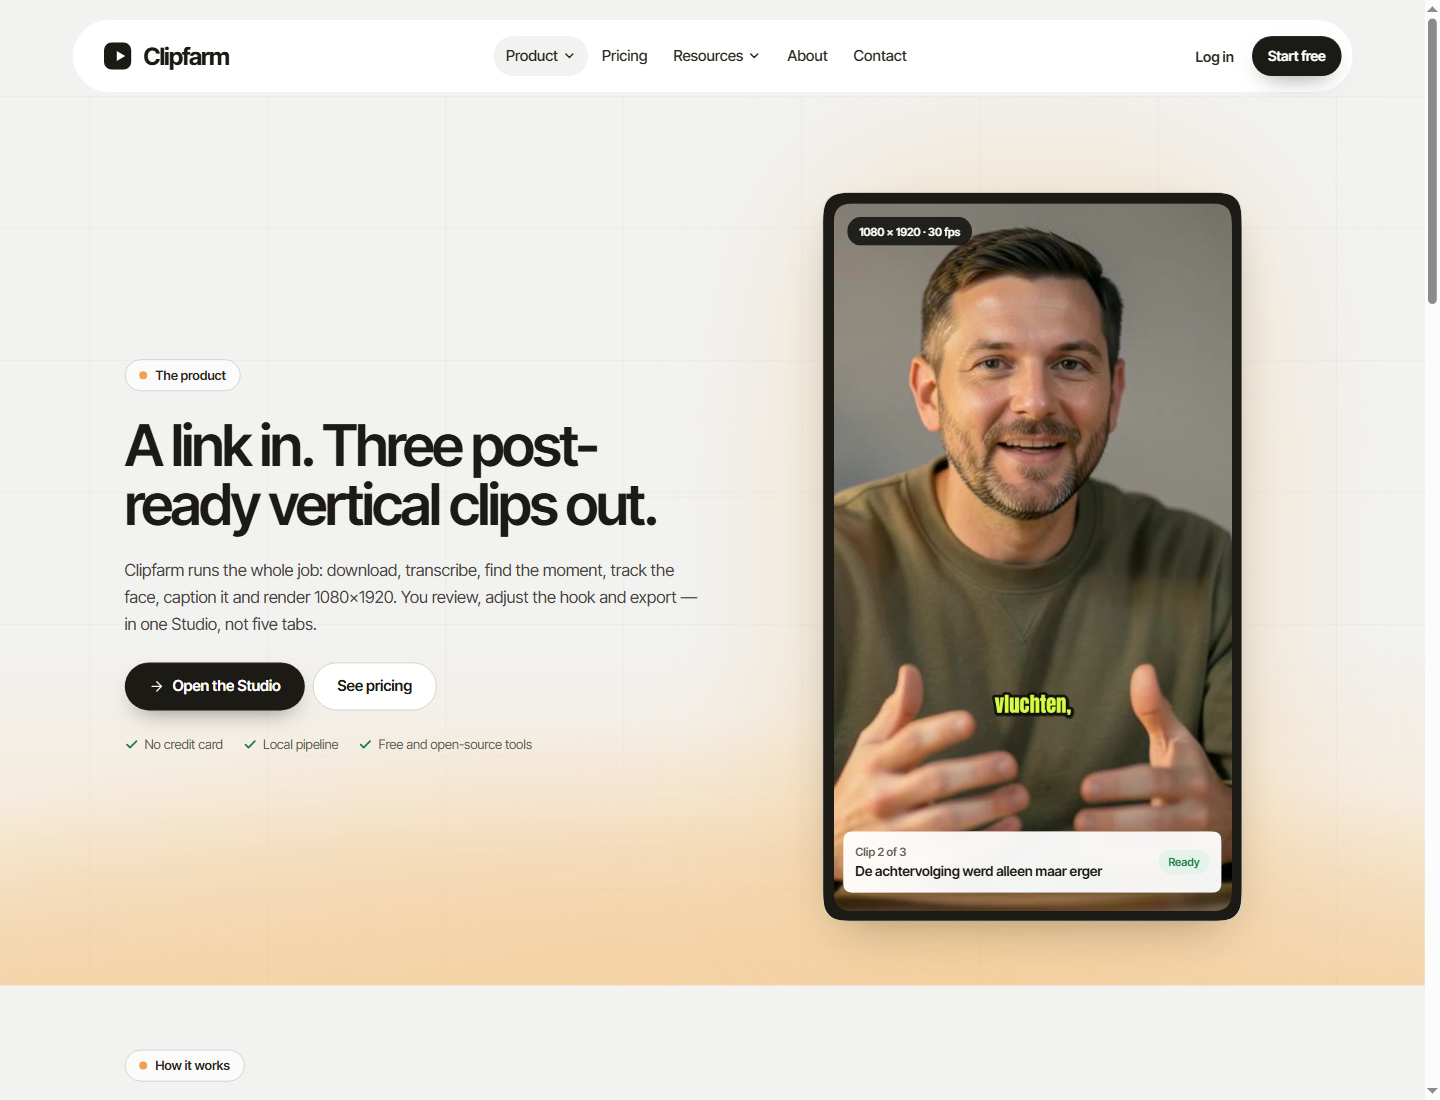 Clipfarm
Product
Pricing
Resources
About
Contact
Log in
Start free
The product
A link in. Three post-
ready vertical clips out.
Clipfarm runs the whole job: download, transcribe, find the moment, track the
face, caption it and render 1080×1920. You review, adjust the hook and export —
in one Studio, not five tabs.
Open the Studio
See pricing
No credit card
Local pipeline
Free and open-source tools
1080 × 1920 · 30 fps
vluchten,
Clip 2 of 3
De achtervolging werd alleen maar erger
Ready
How it works